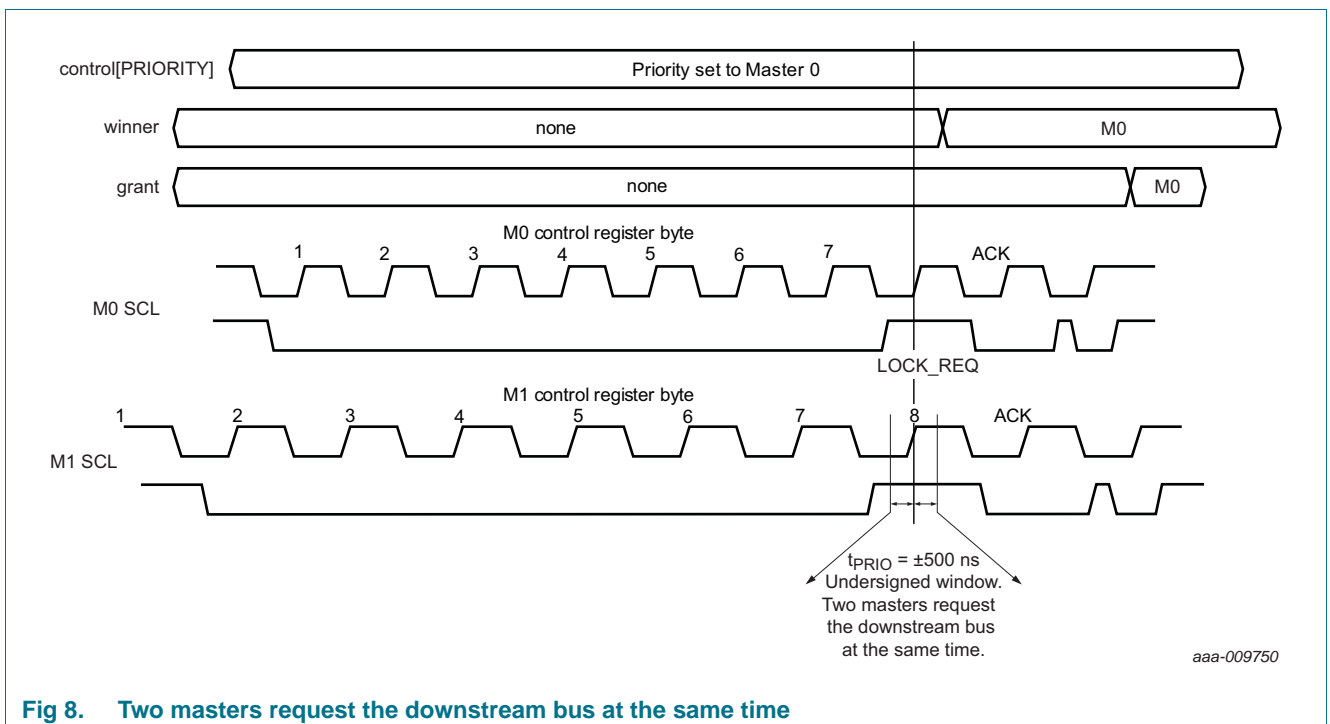 control[PRIORITY]
Priority set to Master 0
winner
none
M0
grant
none
M0
M0 control register byte
1 2 3 4 5 6 7 ACK
M0 SCL
LOCK_REQ
M1 control register byte
1 2 3 4 5 6 7 8 ACK
M1 SCL
tPRIO = ±500 ns
Undersigned window.
Two masters request
the downstream bus
at the same time.
aaa-009750
Fig 8. Two masters request the downstream bus at the same time